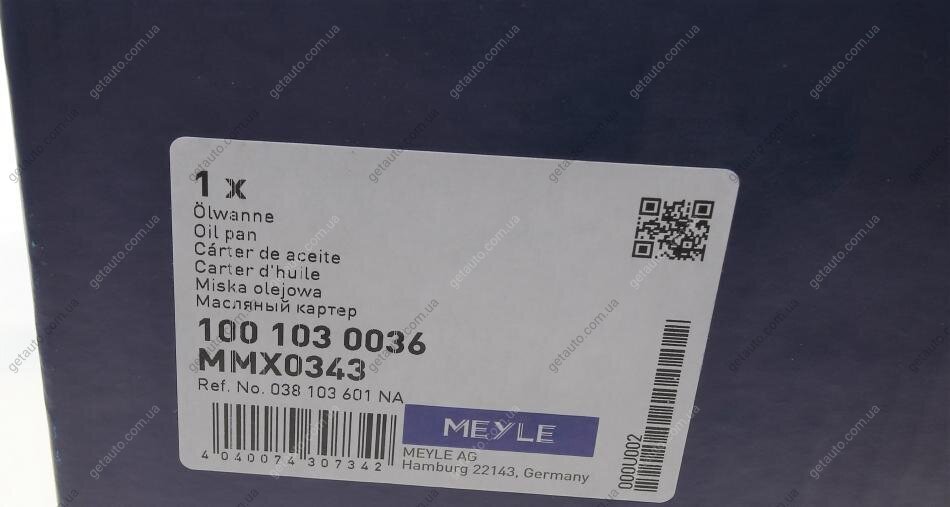 1 x
Ölwanne
Oil pan
Cárter de aceite
Carter d'huile
Miska olejowa
Масляный картер
100 103 0036
MMX0343
Ref. No. 038 103 601 NA
4 040074 307342
MEYLE
MEYLE AG
Hamburg 22143, Germany
000U002
getauto.com.ua